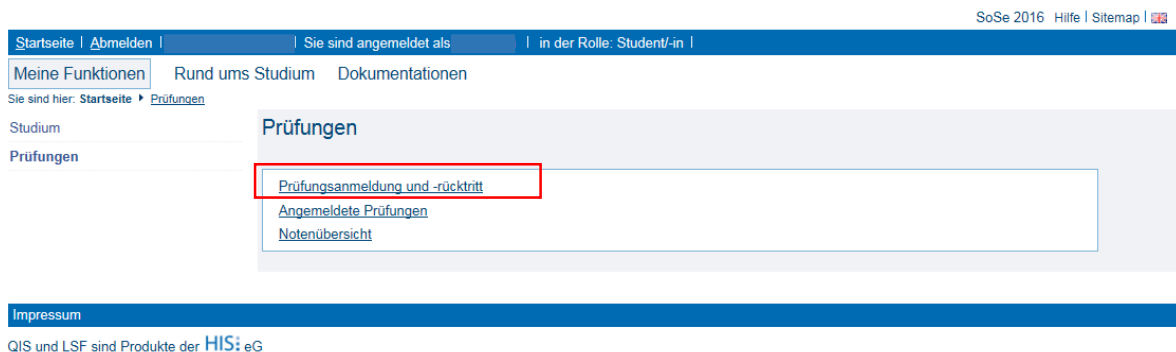 SoSe 2016 Hilfe | Sitemap |
Startseite | Abmelden | | Sie sind angemeldet als | in der Rolle: Student/-in |
Meine Funktionen Rund ums Studium Dokumentationen
Sie sind hier: Startseite ▸ Prüfungen
Studium
Prüfungen
Prüfungen
Prüfungsanmeldung und -rücktritt
Angemeldete Prüfungen
Notenübersicht
Impressum
QIS und LSF sind Produkte der HIS: eG